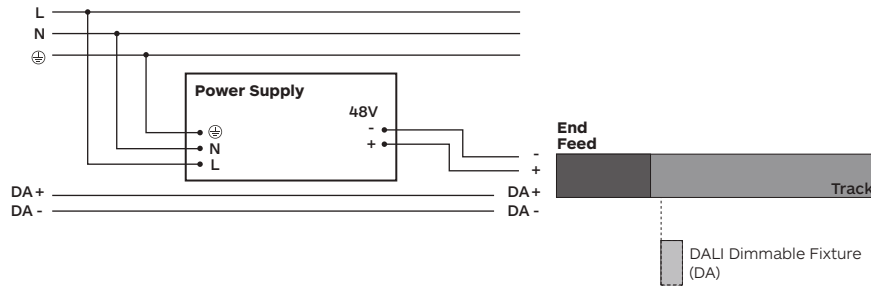 L
N
Power Supply
48V
-
+
N
L
End
Feed
-
+
DA+
DA -
DA+
DA -
Track
DALI Dimmable Fixture
(DA)